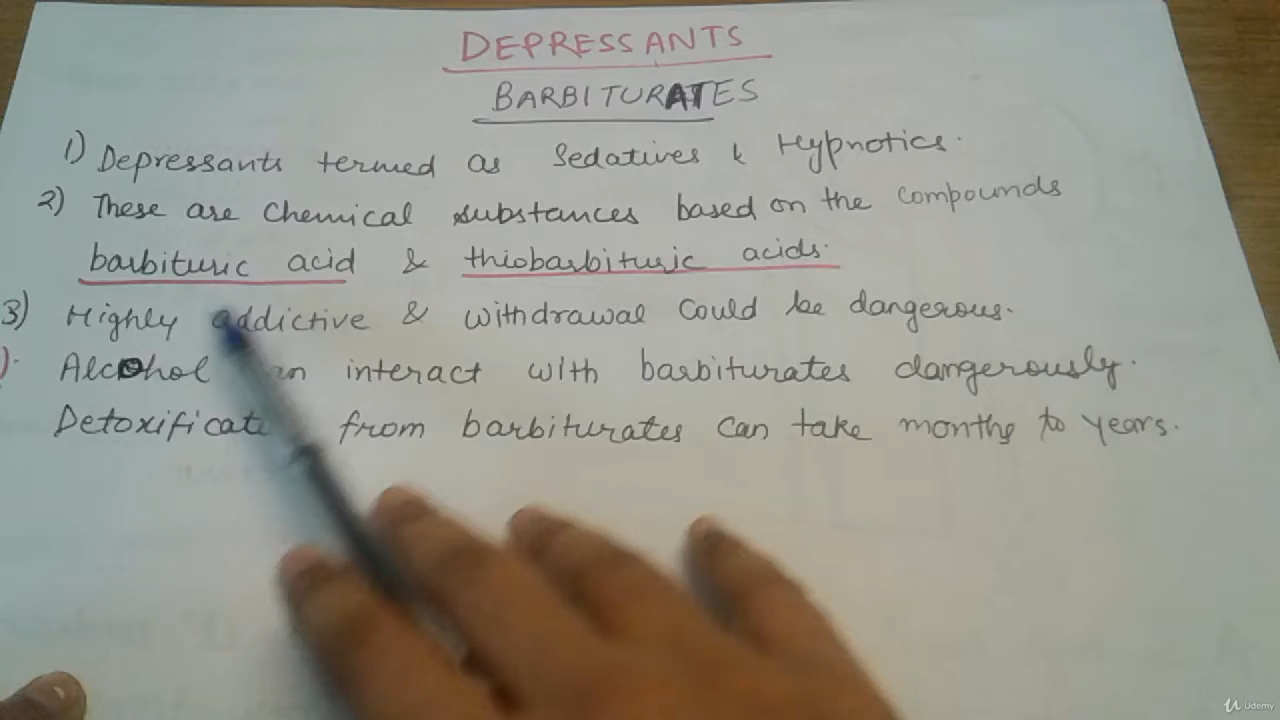 DEPRESSANTS
BARBITURATES
1) Depressants termed as Sedatives & Hypnotics.
2) These are chemical substances based on the compounds
barbituric acid & thiobarbituric acids.
3) Highly addictive & withdrawal could be dangerous.
Alcohol an interact with barbiturates dangerously.
Detoxificati from barbiturates can take months to years.
Udemy